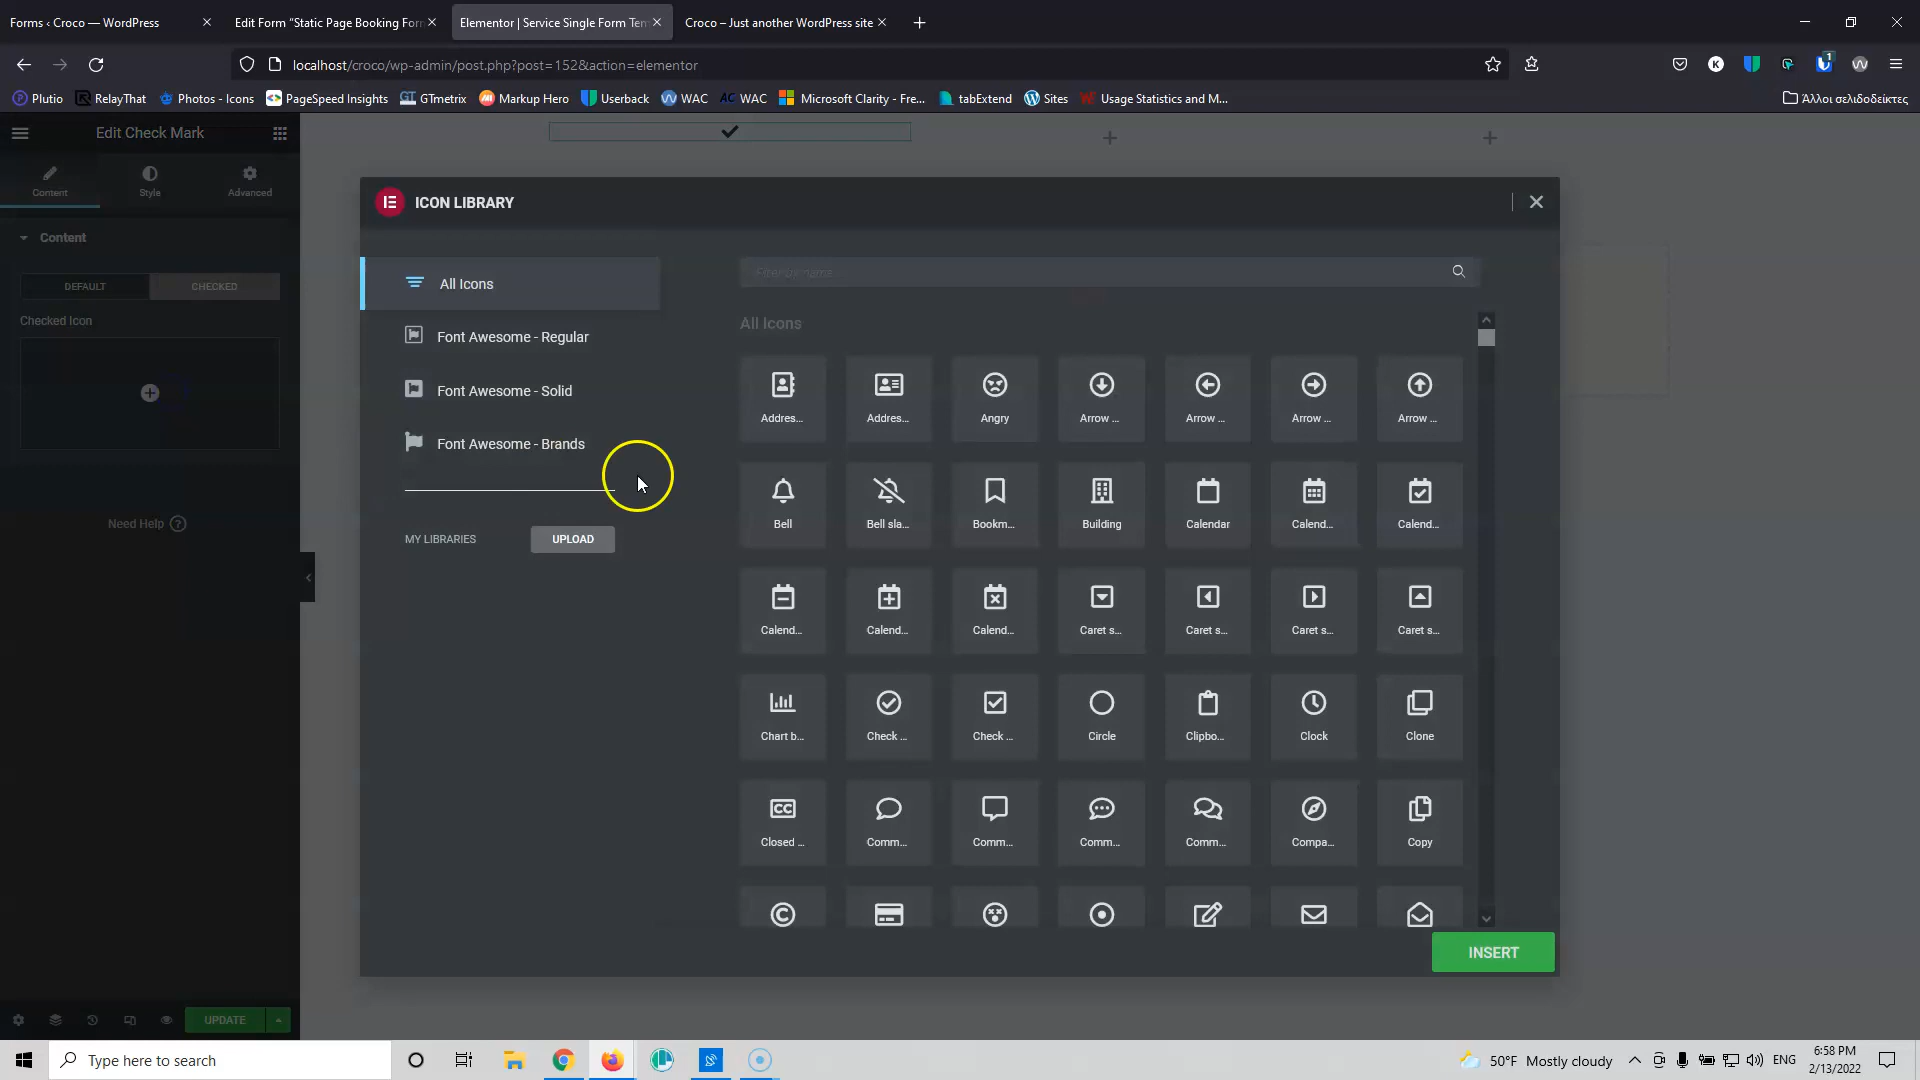 Forms ‹ Croco — WordPress
Edit Form "Static Page Booking For
Elementor | Service Single Form Tem
Croco – Just another WordPress site
localhost/croco/wp-admin/post.php?post=152&action=elementor
Plutio
RelayThat
Photos - Icons
PageSpeed Insights
GTmetrix
Markup Hero
Userback
WAC
WAC
Microsoft Clarity - Fre...
tabExtend
Sites
Usage Statistics and M...
Άλλοι σελιδοδείκτες
Edit Check Mark
Content
Style
Advanced
Content
DEFAULT
CHECKED
Checked Icon
Need Help
UPDATE
ICON LIBRARY
All Icons
Font Awesome - Regular
Font Awesome - Solid
Font Awesome - Brands
MY LIBRARIES
UPLOAD
Filter by name...
All Icons
Addres...
Addres...
Angry
Arrow ...
Arrow ...
Arrow ...
Arrow ...
Bell
Bell sla...
Bookm...
Building
Calendar
Calend...
Calend...
Calend...
Calend...
Calend...
Caret s...
Caret s...
Caret s...
Caret s...
Chart b...
Check ...
Check ...
Circle
Clipbo...
Clock
Clone
Closed ...
Comm...
Comm...
Comm...
Comm...
Compa...
Copy
INSERT
Type here to search
50°F Mostly cloudy
ENG
6:58 PM
2/13/2022